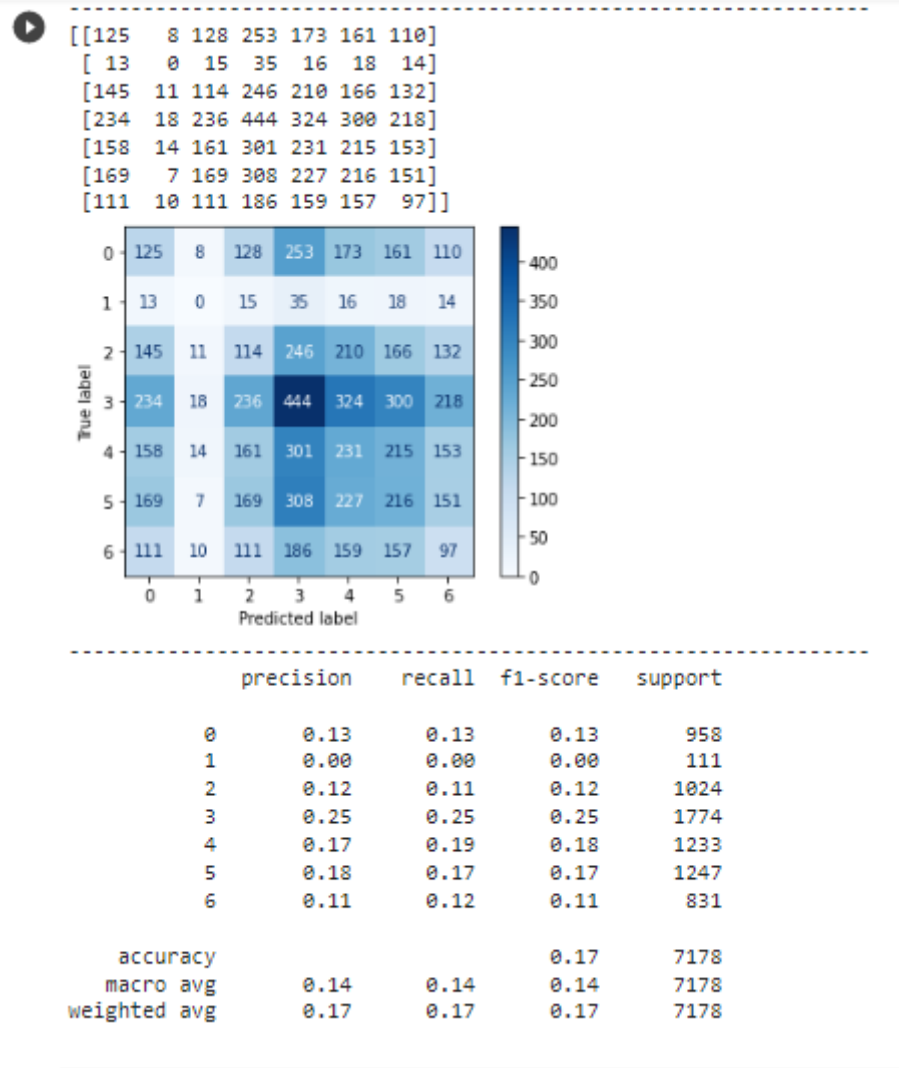 ---------------------------------------------------------------
[[125 8 128 253 173 161 110]
[ 13 0 15 35 16 18 14]
[145 11 114 246 210 166 132]
[234 18 236 444 324 300 218]
[158 14 161 301 231 215 153]
[169 7 169 308 227 216 151]
[111 10 111 186 159 157 97]]
0 125 8 128 253 173 161 110
1 13 0 15 35 16 18 14
2 145 11 114 246 210 166 132
3 234 18 236 444 324 300 218
4 158 14 161 301 231 215 153
5 169 7 169 308 227 216 151
6 111 10 111 186 159 157 97
0 1 2 3 4 5 6
True label
Predicted label
400
350
300
250
200
150
100
50
0
---------------------------------------------------------------
precision recall f1-score support
0 0.13 0.13 0.13 958
1 0.00 0.00 0.00 111
2 0.12 0.11 0.12 1024
3 0.25 0.25 0.25 1774
4 0.17 0.19 0.18 1233
5 0.18 0.17 0.17 1247
6 0.11 0.12 0.11 831
accuracy 0.17 7178
macro avg 0.14 0.14 0.14 7178
weighted avg 0.17 0.17 0.17 7178